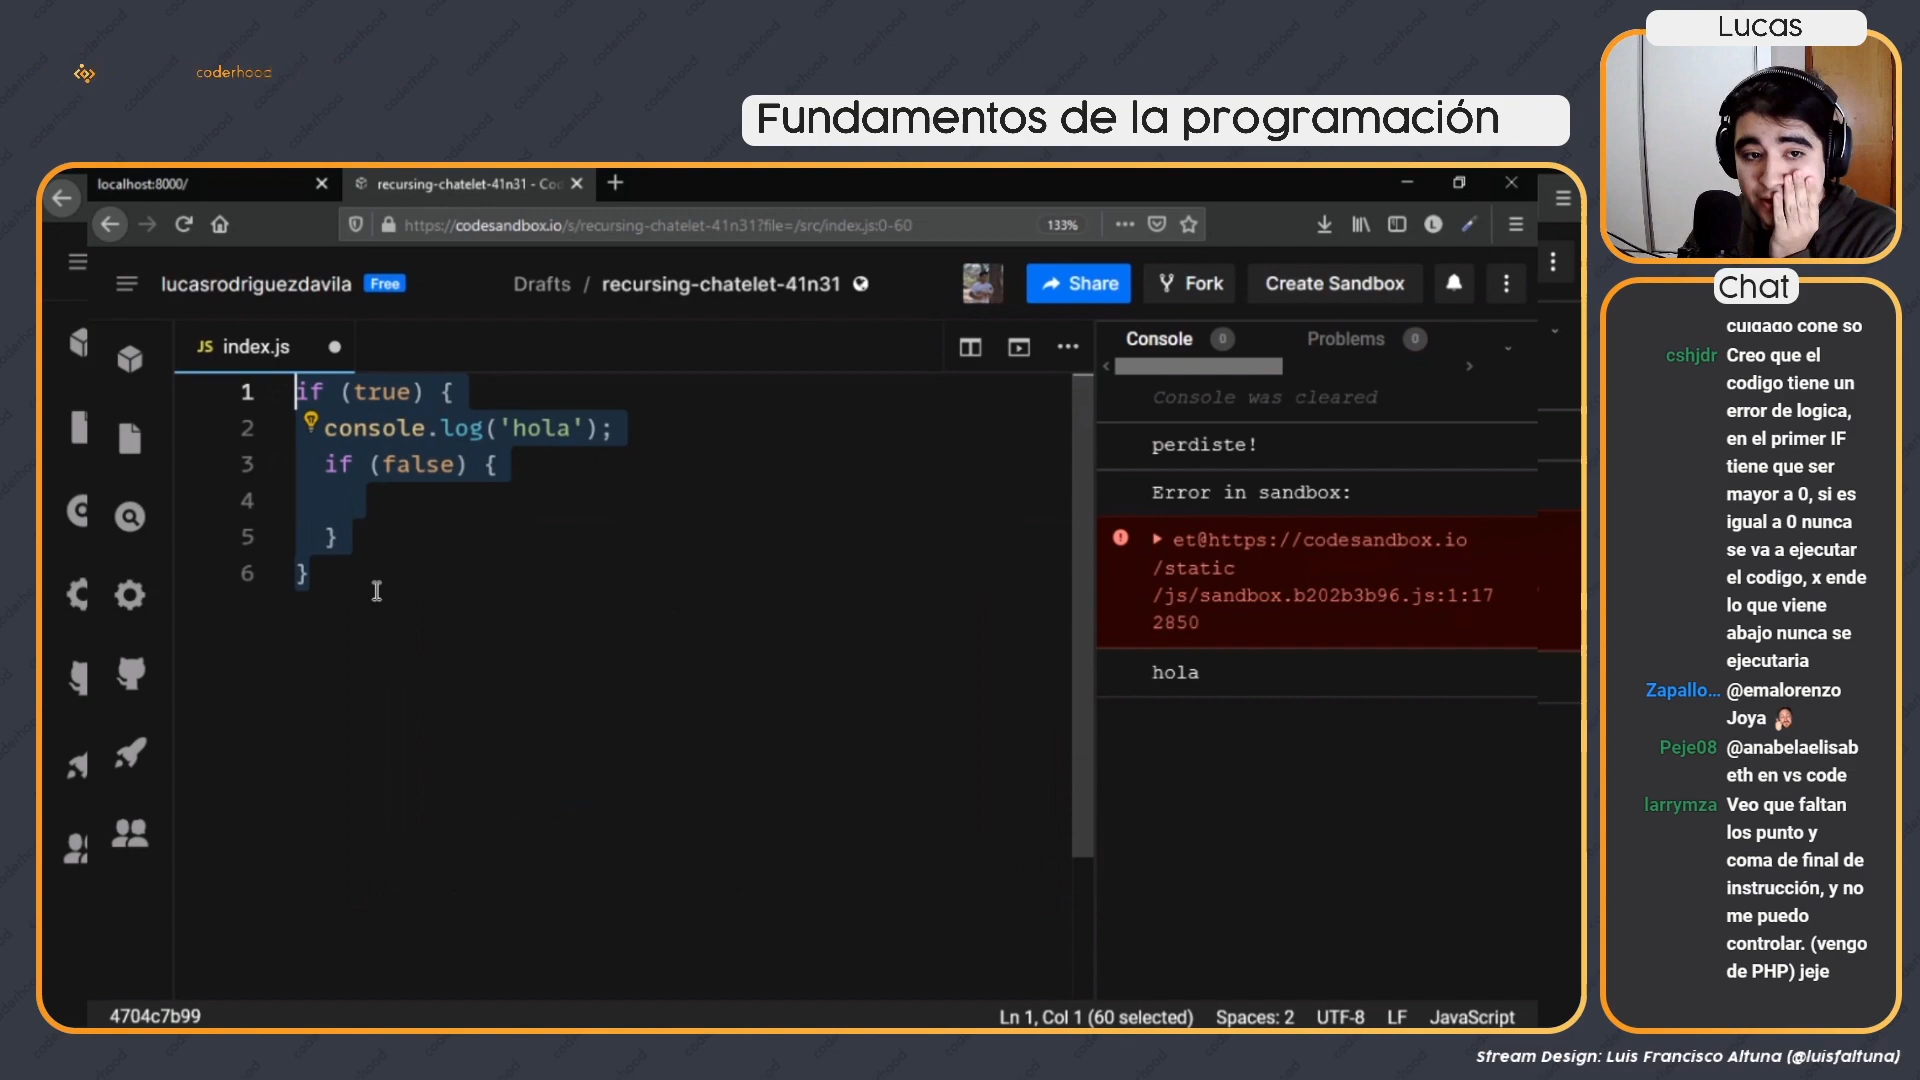 coderhood
Fundamentos de la programación
Lucas
localhost:8000/
recursing-chatelet-41n31 - Co
https://codesandbox.io/s/recursing-chatelet-41n31?file=/src/index.js:0-60
133%
lucasrodriguezdavila Free
Drafts / recursing-chatelet-41n31
Share
Fork
Create Sandbox
JS index.js
1 if (true) {
2 console.log('hola');
3 if (false) {
4
5 }
6 }
Console 0
Problems 0
Console was cleared
perdiste!
Error in sandbox:
et@https://codesandbox.io
/static
/js/sandbox.b202b3b96.js:1:17
2850
hola
4704c7b99
Ln 1, Col 1 (60 selected) Spaces: 2 UTF-8 LF JavaScript
Chat
cuidado cone so
cshjdr Creo que el
codigo tiene un
error de logica,
en el primer IF
tiene que ser
mayor a 0, si es
igual a 0 nunca
se va a ejecutar
el codigo, x ende
lo que viene
abajo nunca se
ejecutaria
Zapallo... @emalorenzo
Joya
Peje08 @anabelaelisab
eth en vs code
larrymza Veo que faltan
los punto y
coma de final de
instrucción, y no
me puedo
controlar. (vengo
de PHP) jeje
Stream Design: Luis Francisco Altuna (@luisfaltuna)